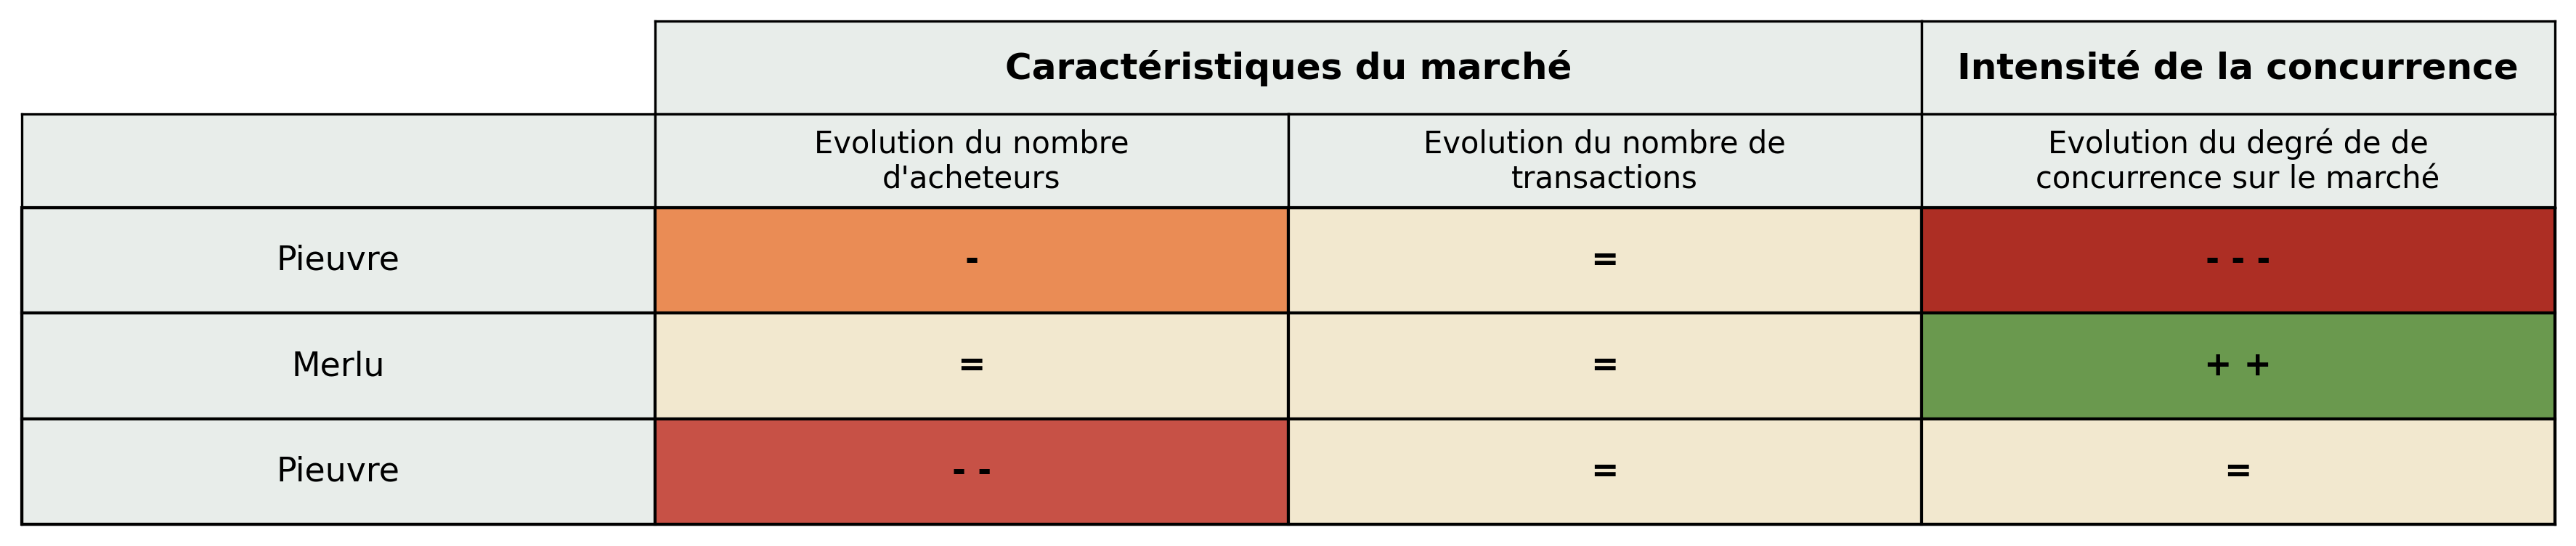 Caractéristiques du marché
Intensité de la concurrence
Evolution du nombre
d'acheteurs
Evolution du nombre de
transactions
Evolution du degré de de
concurrence sur le marché
Pieuvre
-
=
- - -
Merlu
=
=
+ +
Pieuvre
- -
=
=